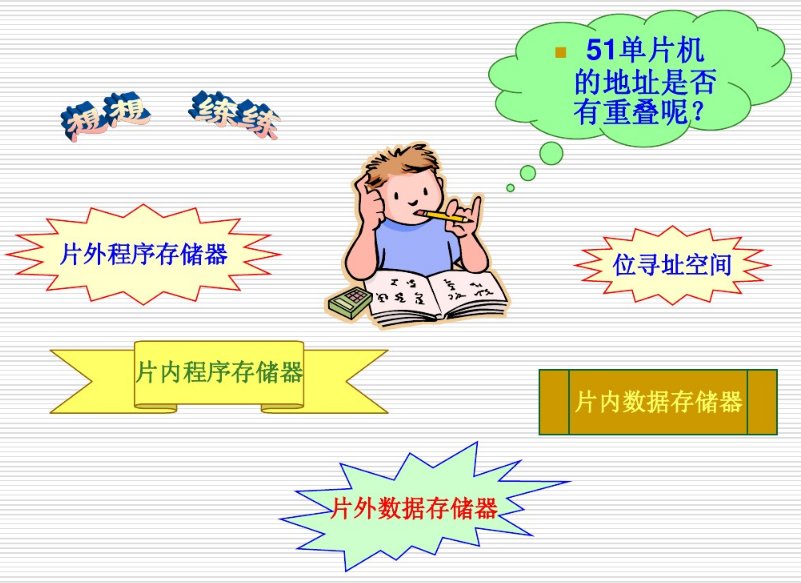 51单片机
的地址是否
有重叠呢?
想想 练练
片外程序存储器
位寻址空间
片内程序存储器
片内数据存储器
片外数据存储器